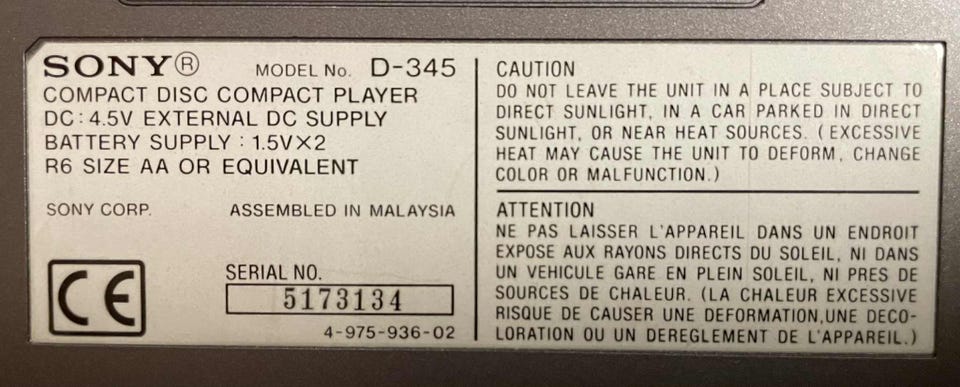 SONY® MODEL No. D-345
COMPACT DISC COMPACT PLAYER
DC: 4.5V EXTERNAL DC SUPPLY
BATTERY SUPPLY : 1.5V×2
R6 SIZE AA OR EQUIVALENT
SONY CORP. ASSEMBLED IN MALAYSIA
CE
SERIAL NO.
5173134
4-975-936-02
CAUTION
DO NOT LEAVE THE UNIT IN A PLACE SUBJECT TO
DIRECT SUNLIGHT, IN A CAR PARKED IN DIRECT
SUNLIGHT, OR NEAR HEAT SOURCES. (EXCESSIVE
HEAT MAY CAUSE THE UNIT TO DEFORM, CHANGE
COLOR OR MALFUNCTION.)
ATTENTION
NE PAS LAISSER L'APPAREIL DANS UN ENDROIT
EXPOSE AUX RAYONS DIRECTS DU SOLEIL, NI DANS
UN VEHICULE GARE EN PLEIN SOLEIL, NI PRES DE
SOURCES DE CHALEUR. (LA CHALEUR EXCESSIVE
RISQUE DE CAUSER UNE DEFORMATION,UNE DECO-
LORATION OU UN DEREGLEMENT DE L'APPAREIL.)